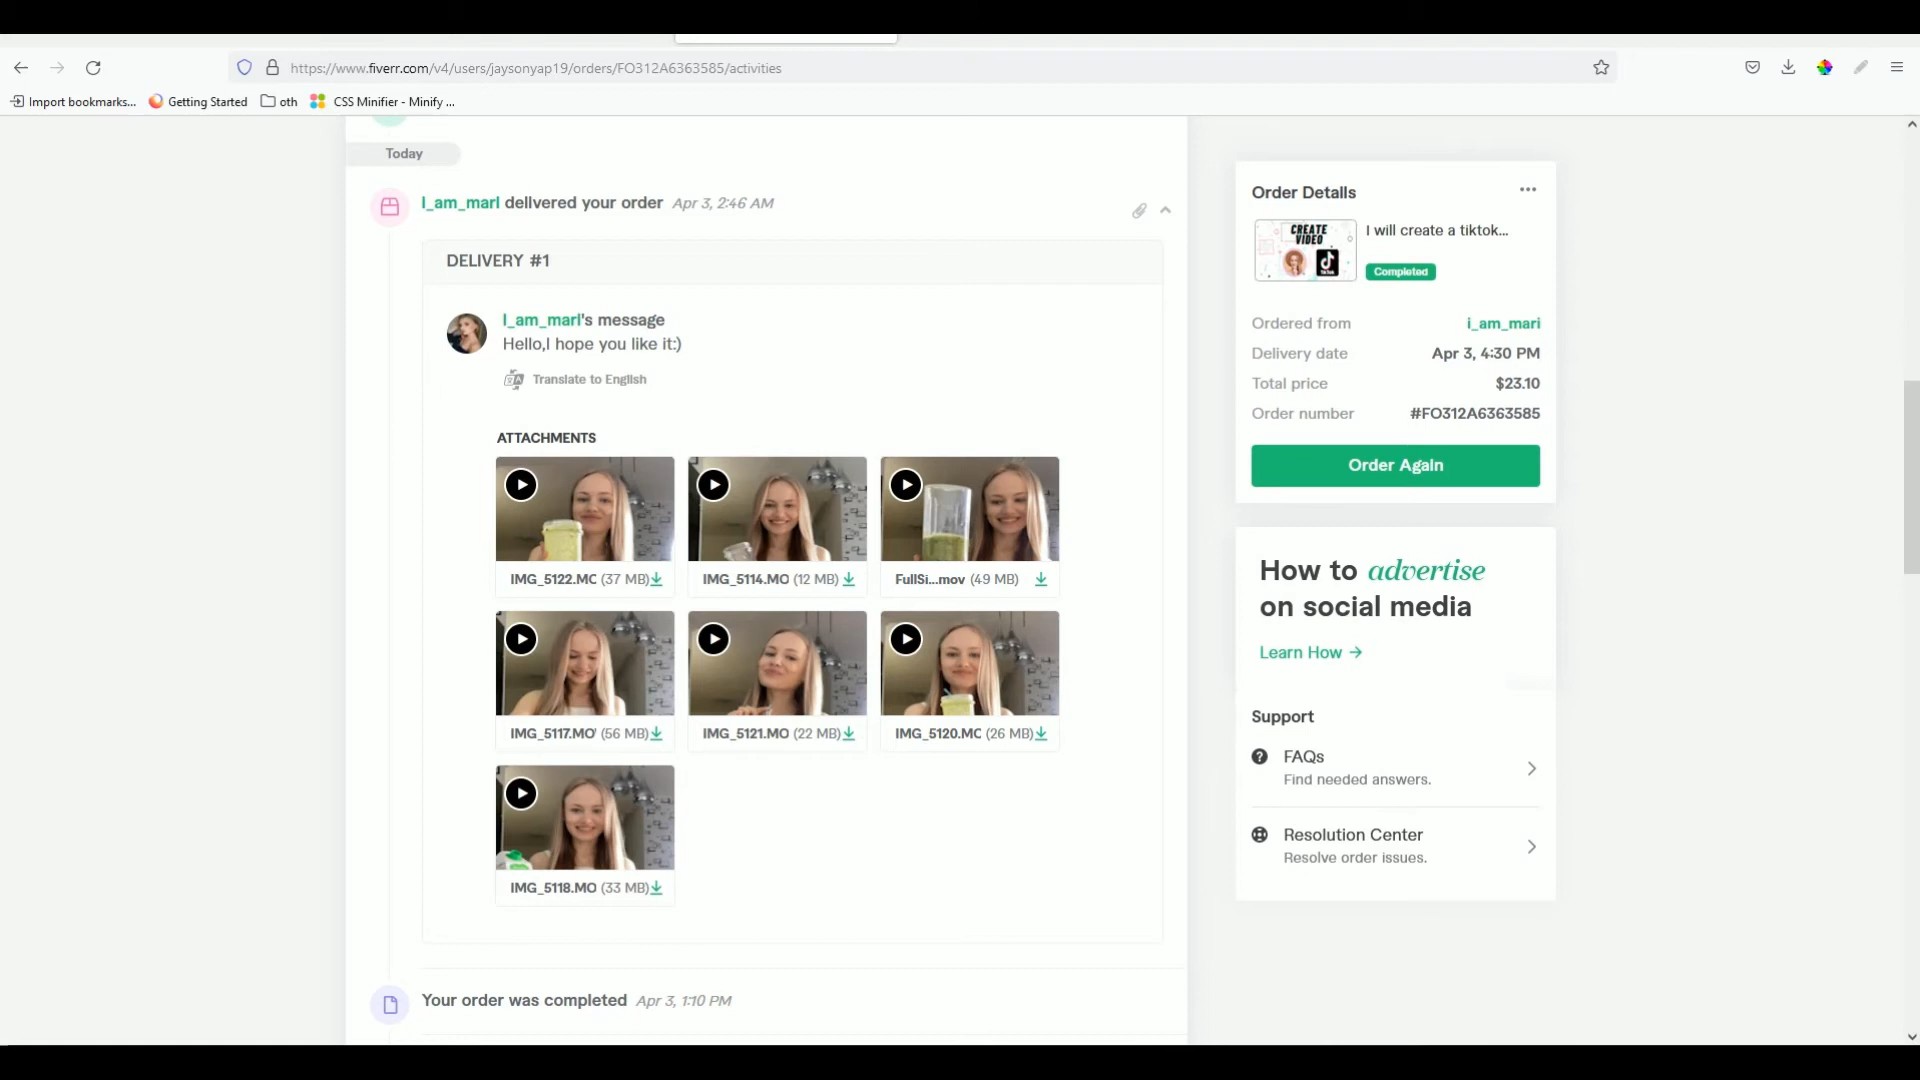 https://www.fiverr.com/v4/users/jaysonyap19/orders/FO312A6363585/activities
Import bookmarks...
Getting Started
oth
CSS Minifier - Minify ...
Today
I_am_marI delivered your order Apr 3, 2:46 AM
DELIVERY #1
I_am_marI's message
Hello,I hope you like it:)
Translate to English
ATTACHMENTS
IMG_5122.MC (37 MB)
IMG_5114.MO (12 MB)
FullSi...mov (49 MB)
IMG_5117.MO (56 MB)
IMG_5121.MO (22 MB)
IMG_5120.MC (26 MB)
IMG_5118.MO (33 MB)
Your order was completed Apr 3, 1:10 PM
Order Details
CREATE
VIDEO
I will create a tiktok...
Completed
Ordered from i_am_mari
Delivery date Apr 3, 4:30 PM
Total price $23.10
Order number #FO312A6363585
Order Again
How to advertise
on social media
Learn How →
Support
FAQs
Find needed answers.
Resolution Center
Resolve order issues.